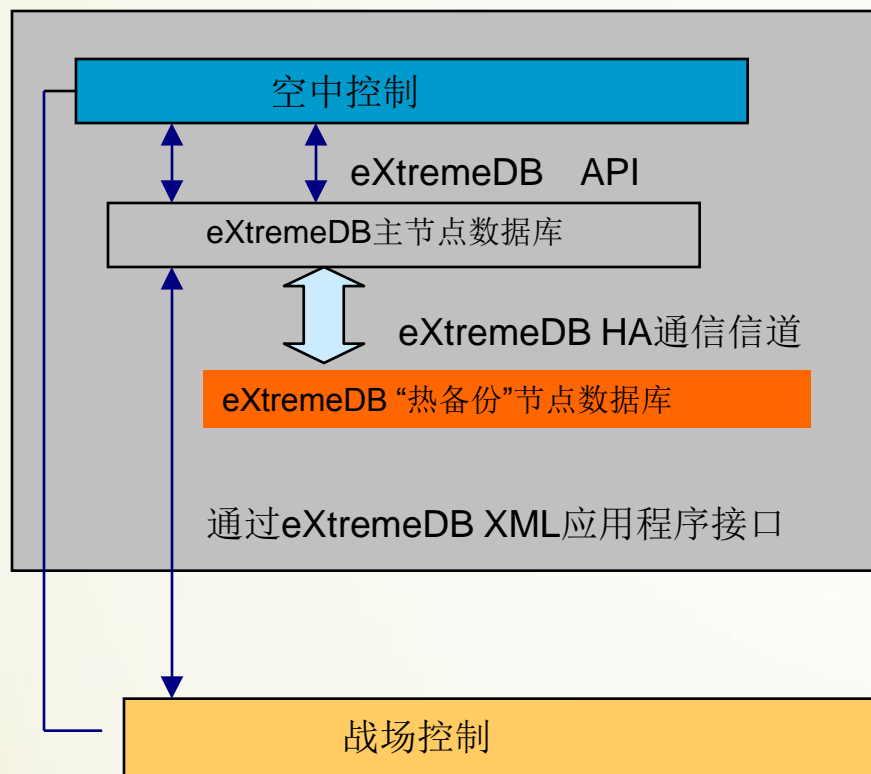 空中控制
eXtremeDB API
eXtremeDB主节点数据库
eXtremeDB HA通信信道
eXtremeDB “热备份”节点数据库
通过eXtremeDB XML应用程序接口
战场控制